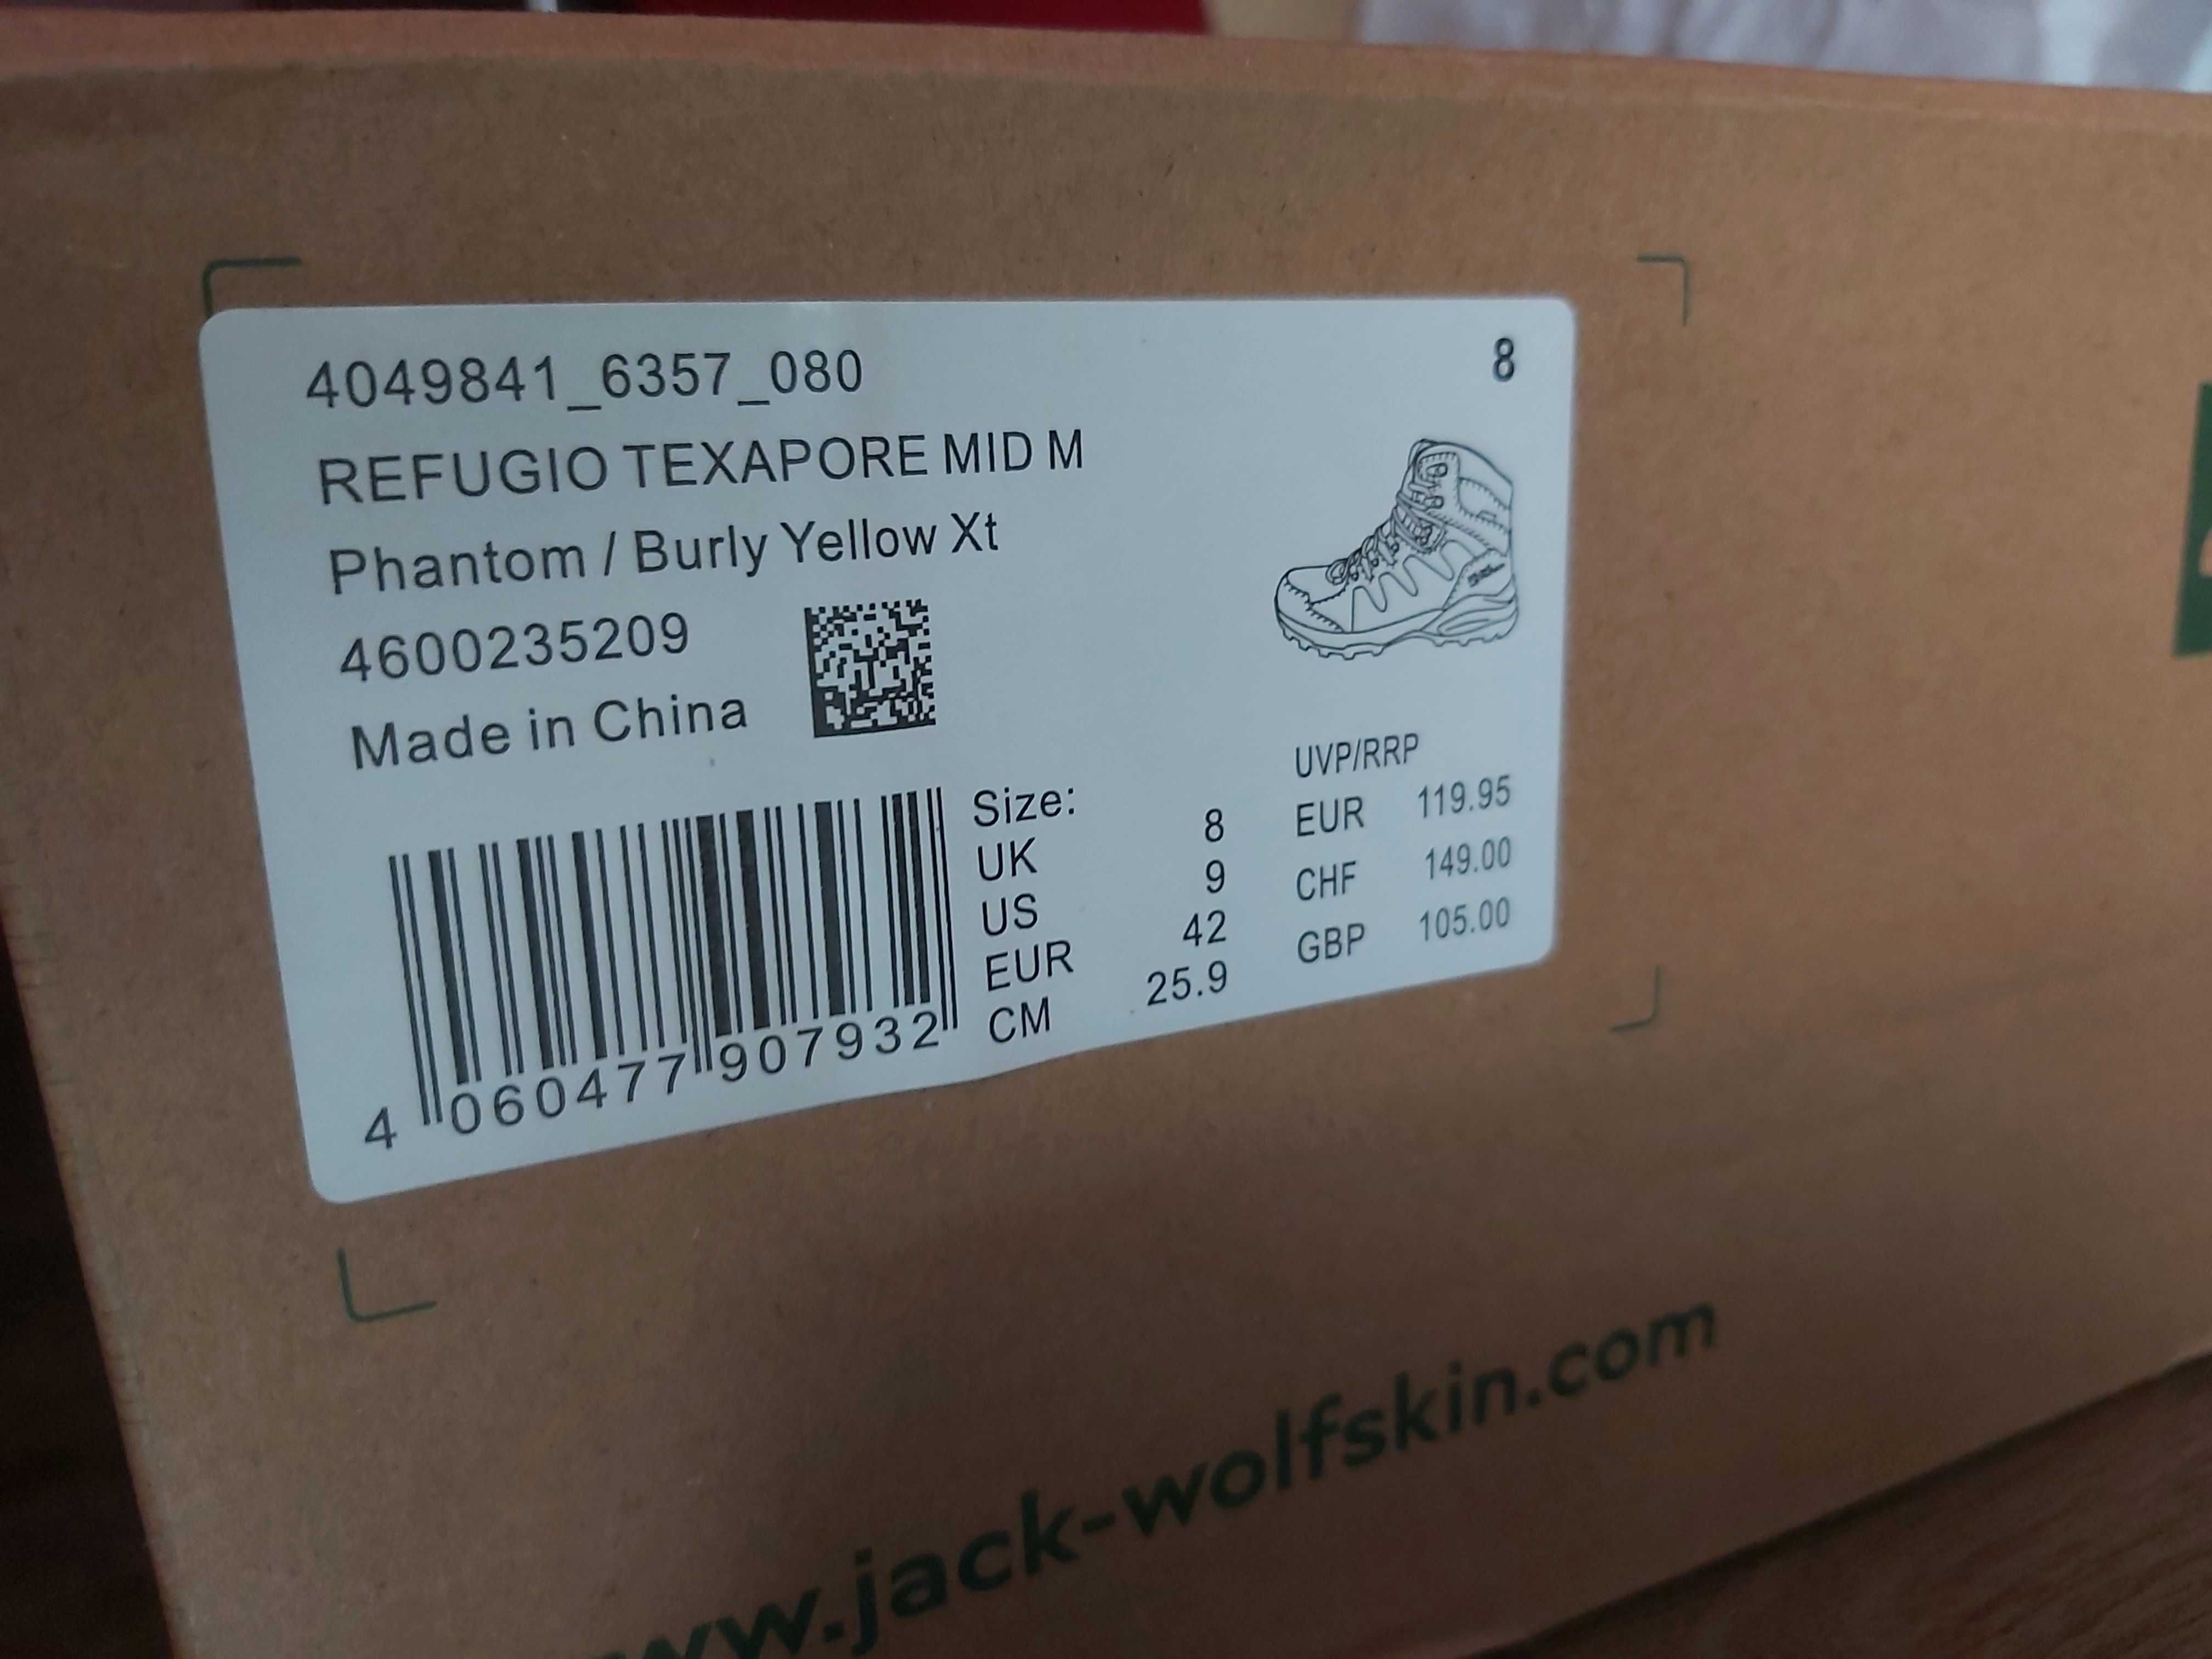 4049841_6357_080
8
REFUGIO TEXAPORE MID M
Phantom / Burly Yellow Xt
4600235209
Made in China
4 060477 907932
Size:
UK 8
US 9
EUR 42
CM 25.9
UVP/RRP
EUR 119.95
CHF 149.00
GBP 105.00
ww.jack-wolfskin.com